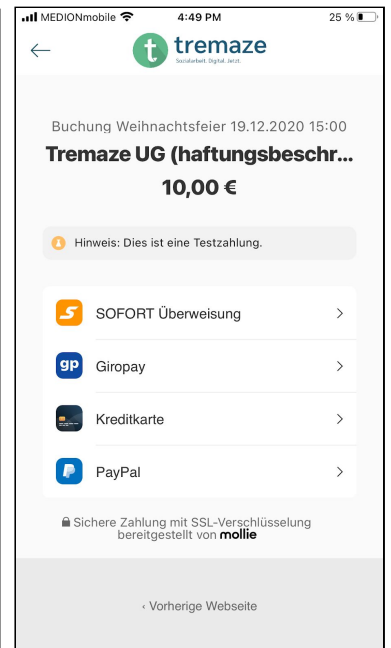 MEDIONmobile 4:49 PM 25 %
t tremaze
Sozialarbeit. Digital. Jetzt.
Buchung Weihnachtsfeier 19.12.2020 15:00
Tremaze UG (haftungsbeschr...
10,00 €
Hinweis: Dies ist eine Testzahlung.
S SOFORT Überweisung
gp Giropay
Kreditkarte
PayPal
Sichere Zahlung mit SSL-Verschlüsselung
bereitgestellt von mollie
‹ Vorherige Webseite